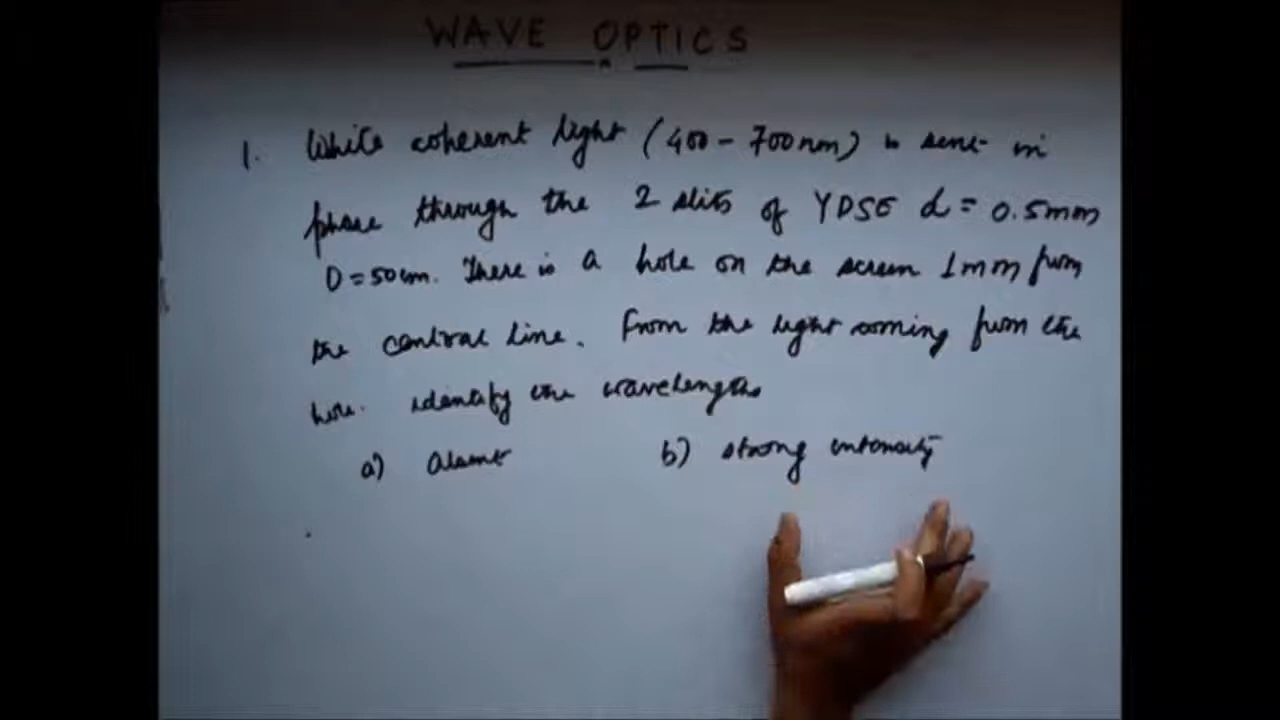 WAVE OPTICS
1. White coherent light (400 - 700nm) is sent in
phase through the 2 slits of YDSE d = 0.5mm
D = 50cm. There is a hole on the screen 1mm from
the central line. From the light coming from the
hole. identify the wavelengths
a) absent b) strong intensity